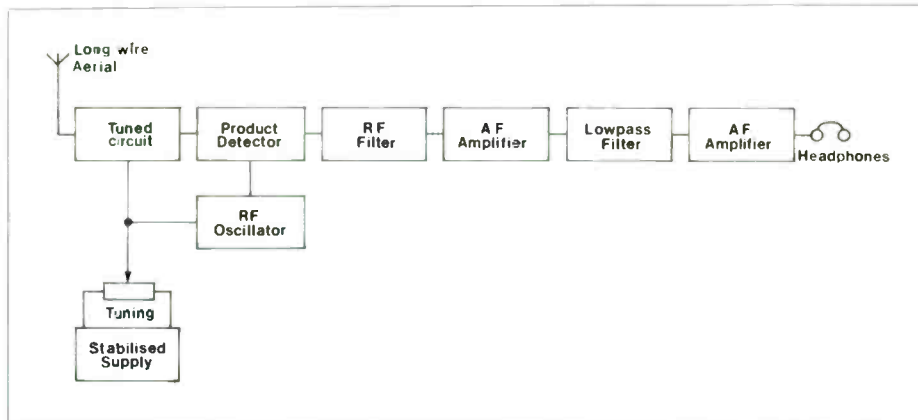 Long wire
Aerial
Tuned
circuit
Product
Detector
RF
Filter
AF
Amplifier
Lowpass
Filter
AF
Amplifier
Headphones
RF
Oscillator
Tuning
Stabilised
Supply